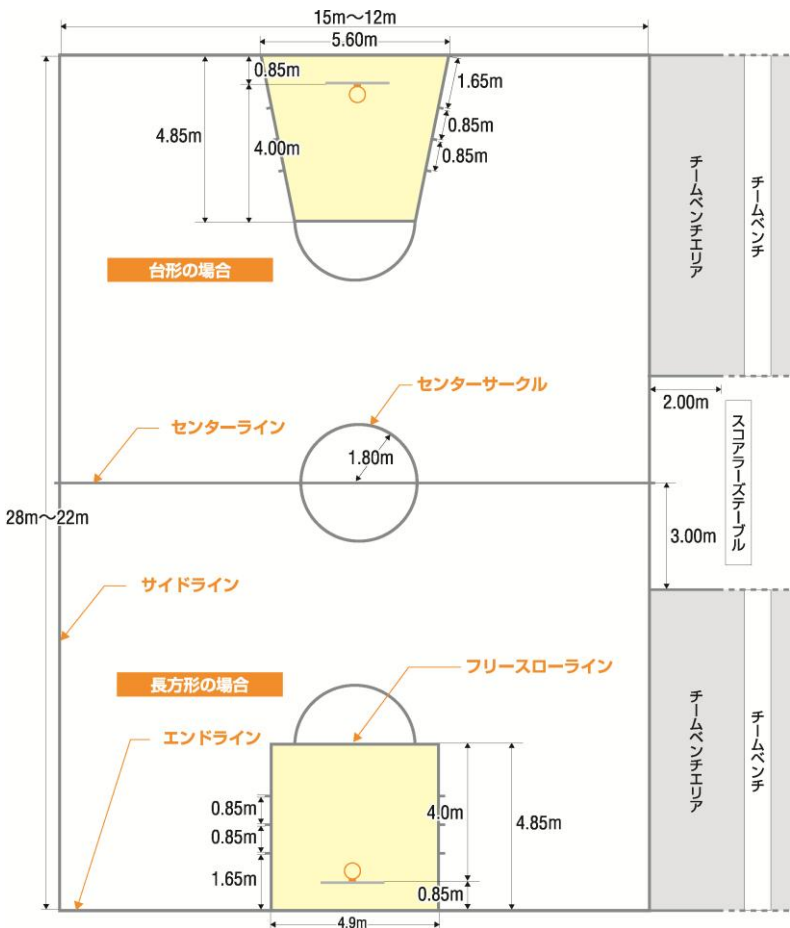 15m〜12m
5.60m
0.85m
1.65m
4.85m
4.00m
0.85m
0.85m
チームベンチエリア
チームベンチ
台形の場合
センターサークル
2.00m
センターライン
1.80m
スコアラーズテーブル
28m〜22m
3.00m
サイドライン
フリースローライン
長方形の場合
エンドライン
チームベンチエリア
チームベンチ
0.85m
4.0m
4.85m
0.85m
1.65m
0.85m
4.9m